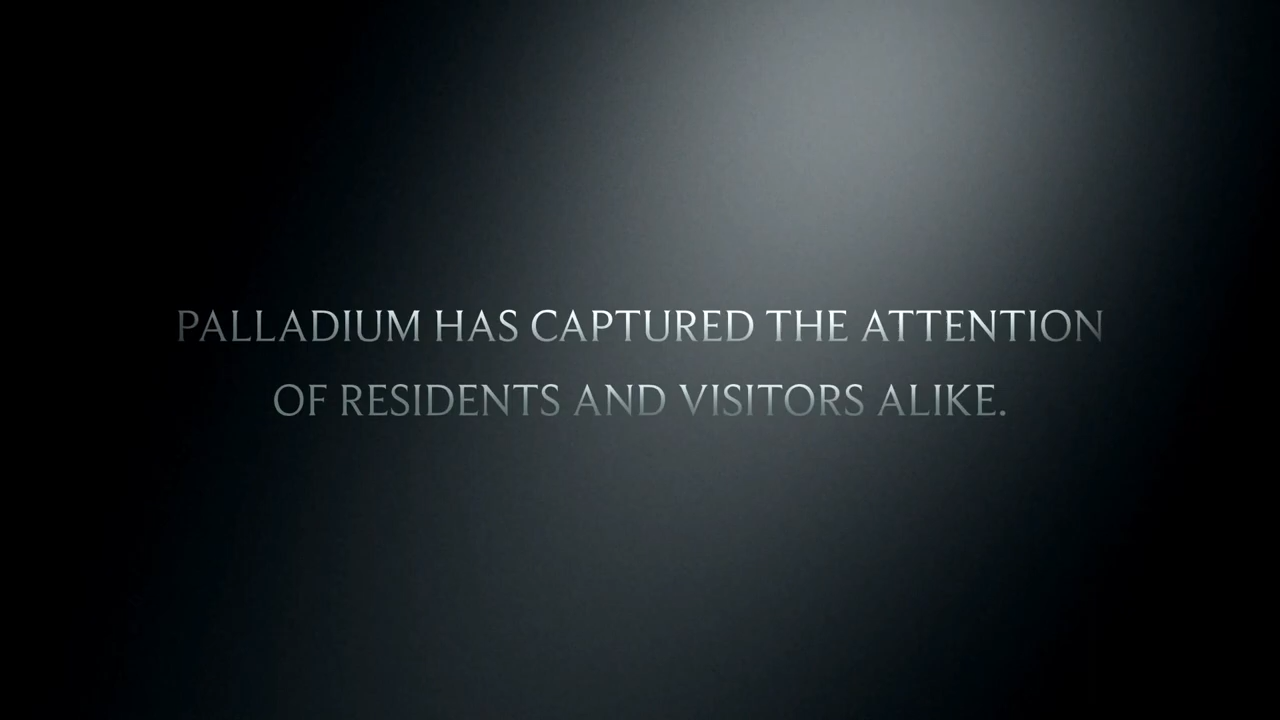 PALLADIUM HAS CAPTURED THE ATTENTION
OF RESIDENTS AND VISITORS ALIKE.